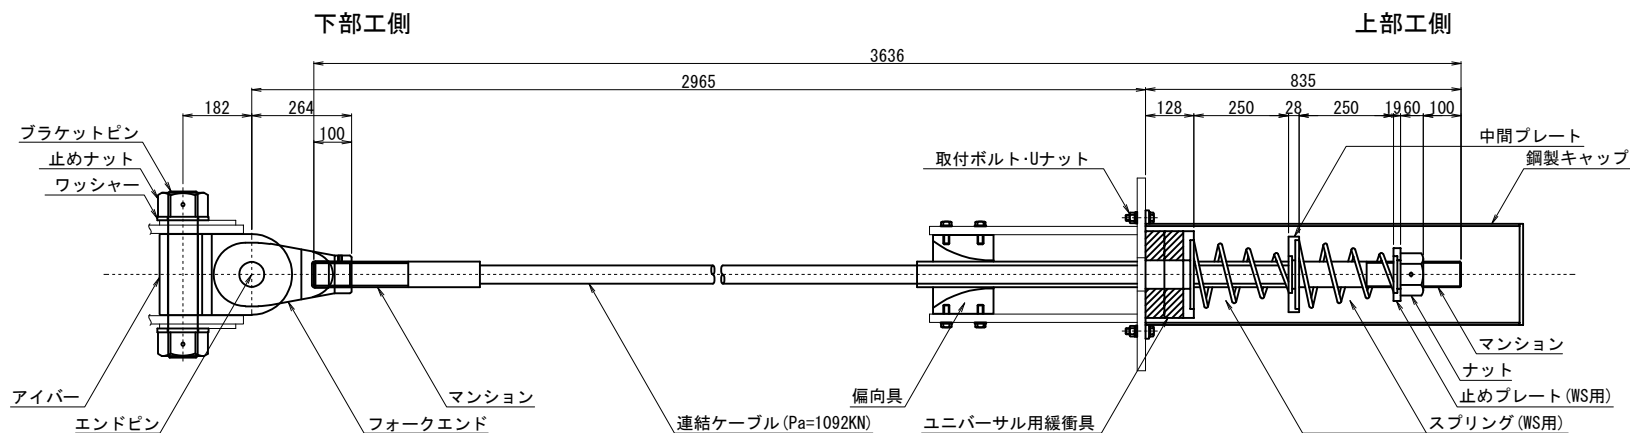 下部工側
上部工側
3636
2965
835
182
264
128
250
28
250
19
60
100
100
ブラケットピン
止めナット
ワッシャー
取付ボルト・Uナット
中間プレート
鋼製キャップ
アイバー
エンドピン
フォークエンド
マンション
連結ケーブル(Pa=1092KN)
偏向具
ユニバーサル用緩衝具
マンション
ナット
止めプレート(WS用)
スプリング(WS用)